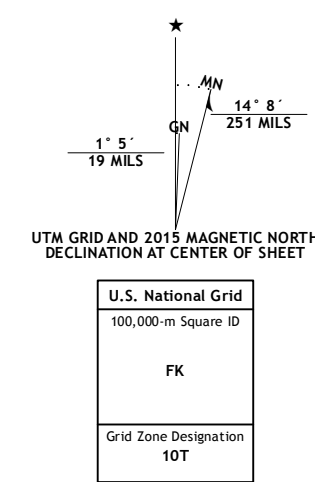 ★
MN
GN
14° 8´
251 MILS
1° 5´
19 MILS
UTM GRID AND 2015 MAGNETIC NORTH
DECLINATION AT CENTER OF SHEET
U.S. National Grid
100,000-m Square ID
FK
Grid Zone Designation
10T